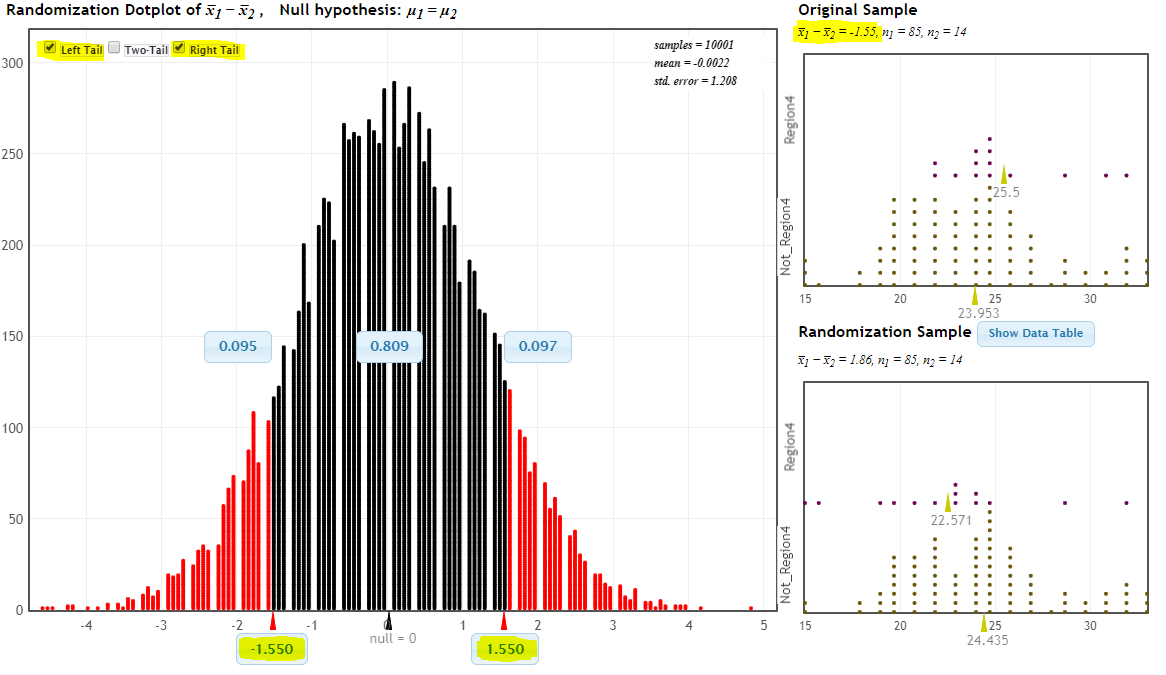 Randomization Dotplot of x̄1 − x̄2 , Null hypothesis: μ1 = μ2
Left Tail Two-Tail Right Tail
samples = 10001
mean = -0.0022
std. error = 1.208
300
250
200
150
100
50
0
0.095
0.809
0.097
-4 -3 -2 -1 0 1 2 3 4 5
null = 0
-1.550
1.550
Original Sample
x̄1 − x̄2 = -1.55, n1 = 85, n2 = 14
Region4
25.5
Not_Region4
15 20 25 30
23.953
Randomization Sample
Show Data Table
x̄1 − x̄2 = 1.86, n1 = 85, n2 = 14
Region4
22.571
Not_Region4
15 20 25 30
24.435